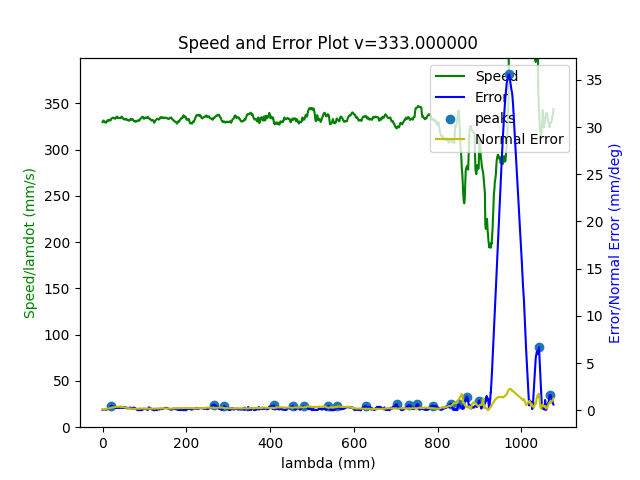 Speed and Error Plot v=333.000000
Speed
Error
peaks
Normal Error
Speed/lamdot (mm/s)
0
50
100
150
200
250
300
350
0
200
400
600
800
1000
lambda (mm)
0
5
10
15
20
25
30
35
Error/Normal Error (mm/deg)